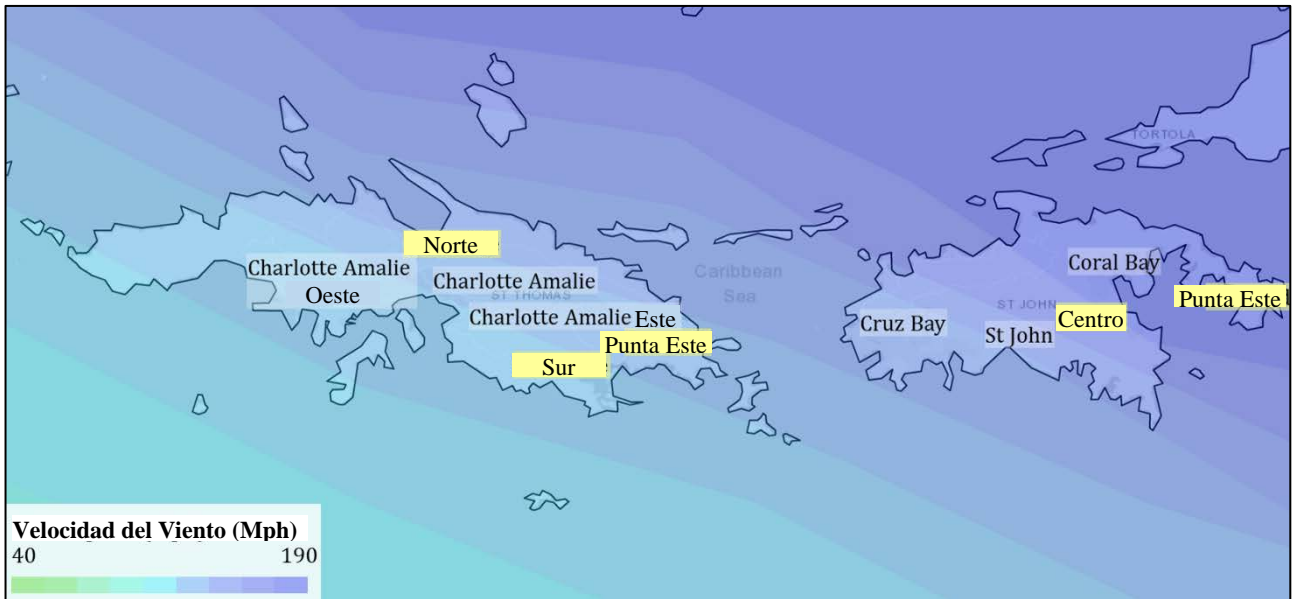 TORTOLA
Norte
Charlotte Amalie
Oeste
Charlotte Amalie
ST THOMAS
Charlotte Amalie Este
Punta Este
Sur
Caribbean
Sea
Coral Bay
Punta Este
ST JOHN
Centro
Cruz Bay
St John
Velocidad del Viento (Mph)
40 190